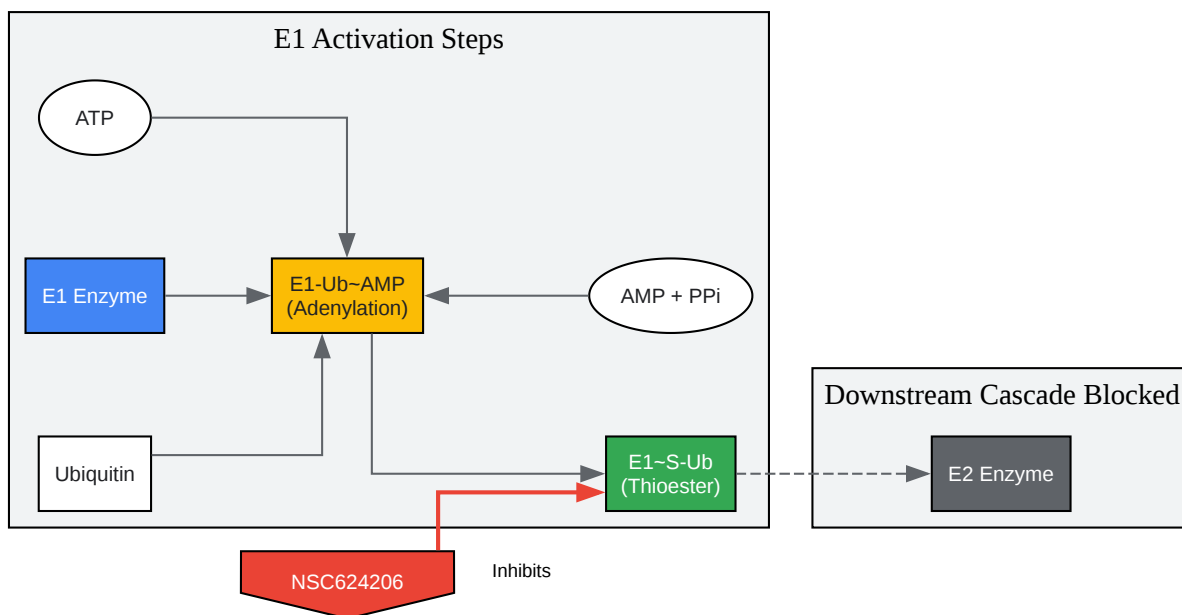 E1 Activation Steps
ATP
E1 Enzyme
E1-Ub~AMP
(Adenylation)
AMP + PPi
Ubiquitin
E1~S-Ub
(Thioester)
Downstream Cascade Blocked
E2 Enzyme
NSC624206
Inhibits